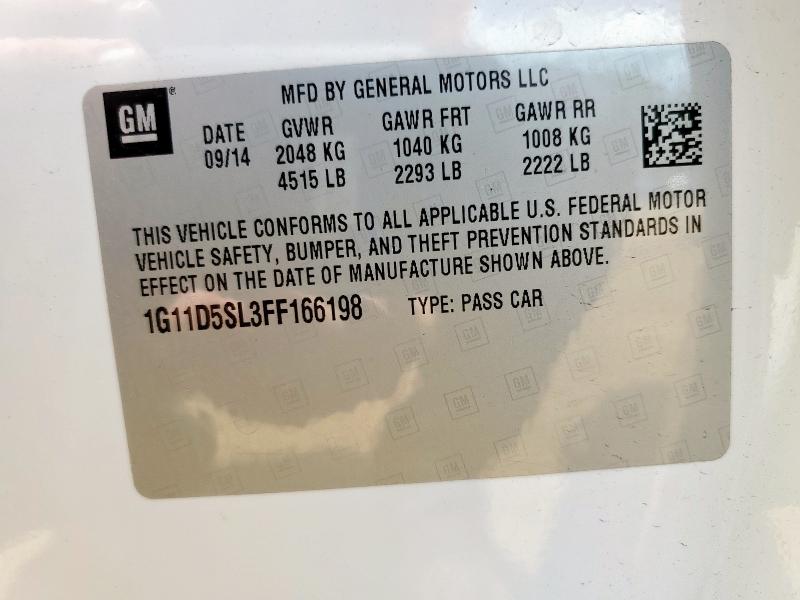 GM
MFD BY GENERAL MOTORS LLC
DATE GVWR GAWR FRT GAWR RR
09/14 2048 KG 1040 KG 1008 KG
4515 LB 2293 LB 2222 LB
THIS VEHICLE CONFORMS TO ALL APPLICABLE U.S. FEDERAL MOTOR
VEHICLE SAFETY, BUMPER, AND THEFT PREVENTION STANDARDS IN
EFFECT ON THE DATE OF MANUFACTURE SHOWN ABOVE.
1G11D5SL3FF166198 TYPE: PASS CAR